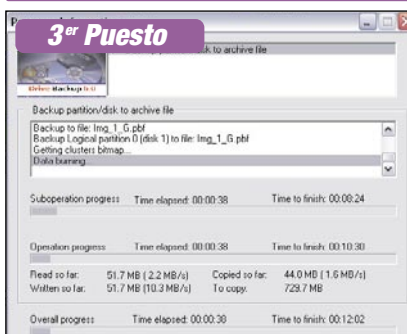 3er Puesto
sk to archive file
Drive Backup 6.0
Backup partition/disk to archive file
Backup to file: Img_1_G.pbf
Backup Logical partition 0 (disk 1) to file: Img_1_G.pbf
Getting clusters bitmap...
Data burning...
Suboperation progress Time elapsed: 00:00:38 Time to finish: 00:08:24
Operation progress Time elapsed: 00:00:38 Time to finish: 00:10:30
Read so far: 51.7 MB ( 2.2 MB/s) Copied so far: 44.0 MB ( 1.6 MB/s)
Written so far: 51.7 MB (10.3 MB/s) To copy: 729.7 MB
Overall progress Time elapsed: 00:00:38 Time to finish: 00:12:02